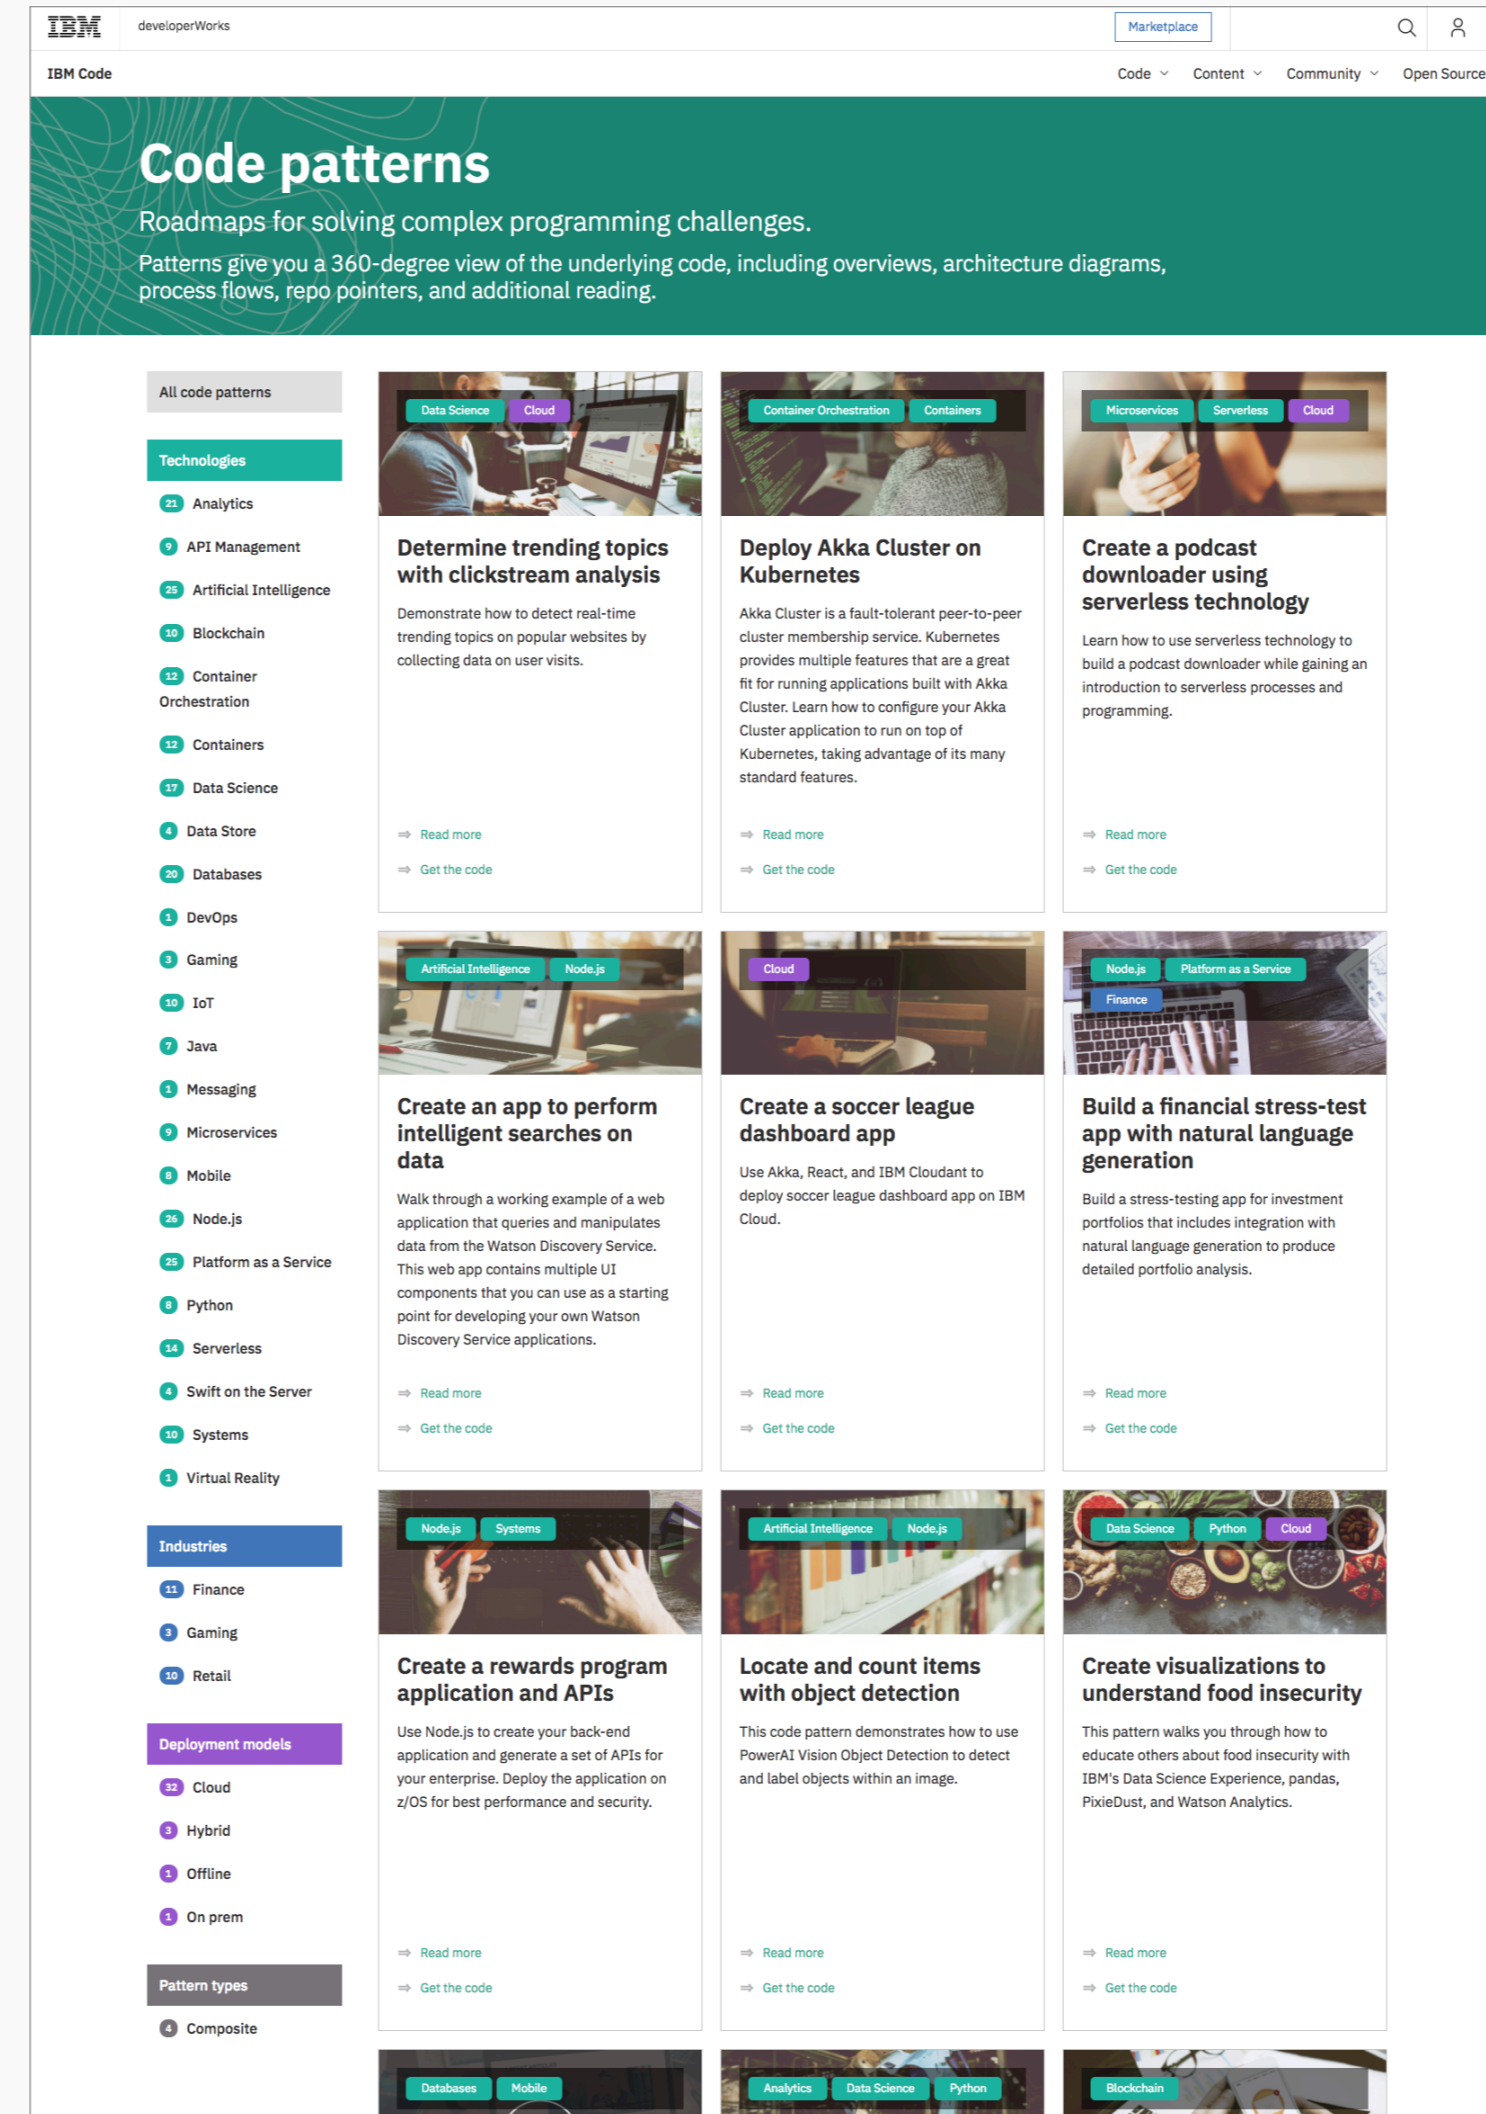 IBM
developerWorks
Marketplace
IBM Code
Code
Content
Community
Open Source
Code patterns
Roadmaps for solving complex programming challenges.
Patterns give you a 360-degree view of the underlying code, including overviews, architecture diagrams,
process flows, repo pointers, and additional reading.
All code patterns
Technologies
21 Analytics
9 API Management
25 Artificial Intelligence
10 Blockchain
12 Container
Orchestration
12 Containers
17 Data Science
4 Data Store
20 Databases
1 DevOps
3 Gaming
10 IoT
7 Java
1 Messaging
9 Microservices
8 Mobile
26 Node.js
25 Platform as a Service
8 Python
14 Serverless
4 Swift on the Server
10 Systems
1 Virtual Reality
Industries
11 Finance
3 Gaming
10 Retail
Deployment models
32 Cloud
3 Hybrid
1 Offline
1 On prem
Pattern types
4 Composite
Data Science Cloud
Determine trending topics
with clickstream analysis
Demonstrate how to detect real-time
trending topics on popular websites by
collecting data on user visits.
⇒ Read more
⇒ Get the code
Container Orchestration Containers
Deploy Akka Cluster on
Kubernetes
Akka Cluster is a fault-tolerant peer-to-peer
cluster membership service. Kubernetes
provides multiple features that are a great
fit for running applications built with Akka
Cluster. Learn how to configure your Akka
Cluster application to run on top of
Kubernetes, taking advantage of its many
standard features.
⇒ Read more
⇒ Get the code
Microservices Serverless Cloud
Create a podcast
downloader using
serverless technology
Learn how to use serverless technology to
build a podcast downloader while gaining an
introduction to serverless processes and
programming.
⇒ Read more
⇒ Get the code
Artificial Intelligence Node.js
Create an app to perform
intelligent searches on
data
Walk through a working example of a web
application that queries and manipulates
data from the Watson Discovery Service.
This web app contains multiple UI
components that you can use as a starting
point for developing your own Watson
Discovery Service applications.
⇒ Read more
⇒ Get the code
Cloud
Create a soccer league
dashboard app
Use Akka, React, and IBM Cloudant to
deploy soccer league dashboard app on IBM
Cloud.
⇒ Read more
⇒ Get the code
Node.js Platform as a Service
Finance
Build a financial stress-test
app with natural language
generation
Build a stress-testing app for investment
portfolios that includes integration with
natural language generation to produce
detailed portfolio analysis.
⇒ Read more
⇒ Get the code
Node.js Systems
Create a rewards program
application and APIs
Use Node.js to create your back-end
application and generate a set of APIs for
your enterprise. Deploy the application on
z/OS for best performance and security.
⇒ Read more
⇒ Get the code
Artificial Intelligence Node.js
Locate and count items
with object detection
This code pattern demonstrates how to use
PowerAI Vision Object Detection to detect
and label objects within an image.
⇒ Read more
⇒ Get the code
Data Science Python Cloud
Create visualizations to
understand food insecurity
This pattern walks you through how to
educate others about food insecurity with
IBM's Data Science Experience, pandas,
PixieDust, and Watson Analytics.
⇒ Read more
⇒ Get the code
Databases Mobile
Analytics Data Science Python
Blockchain